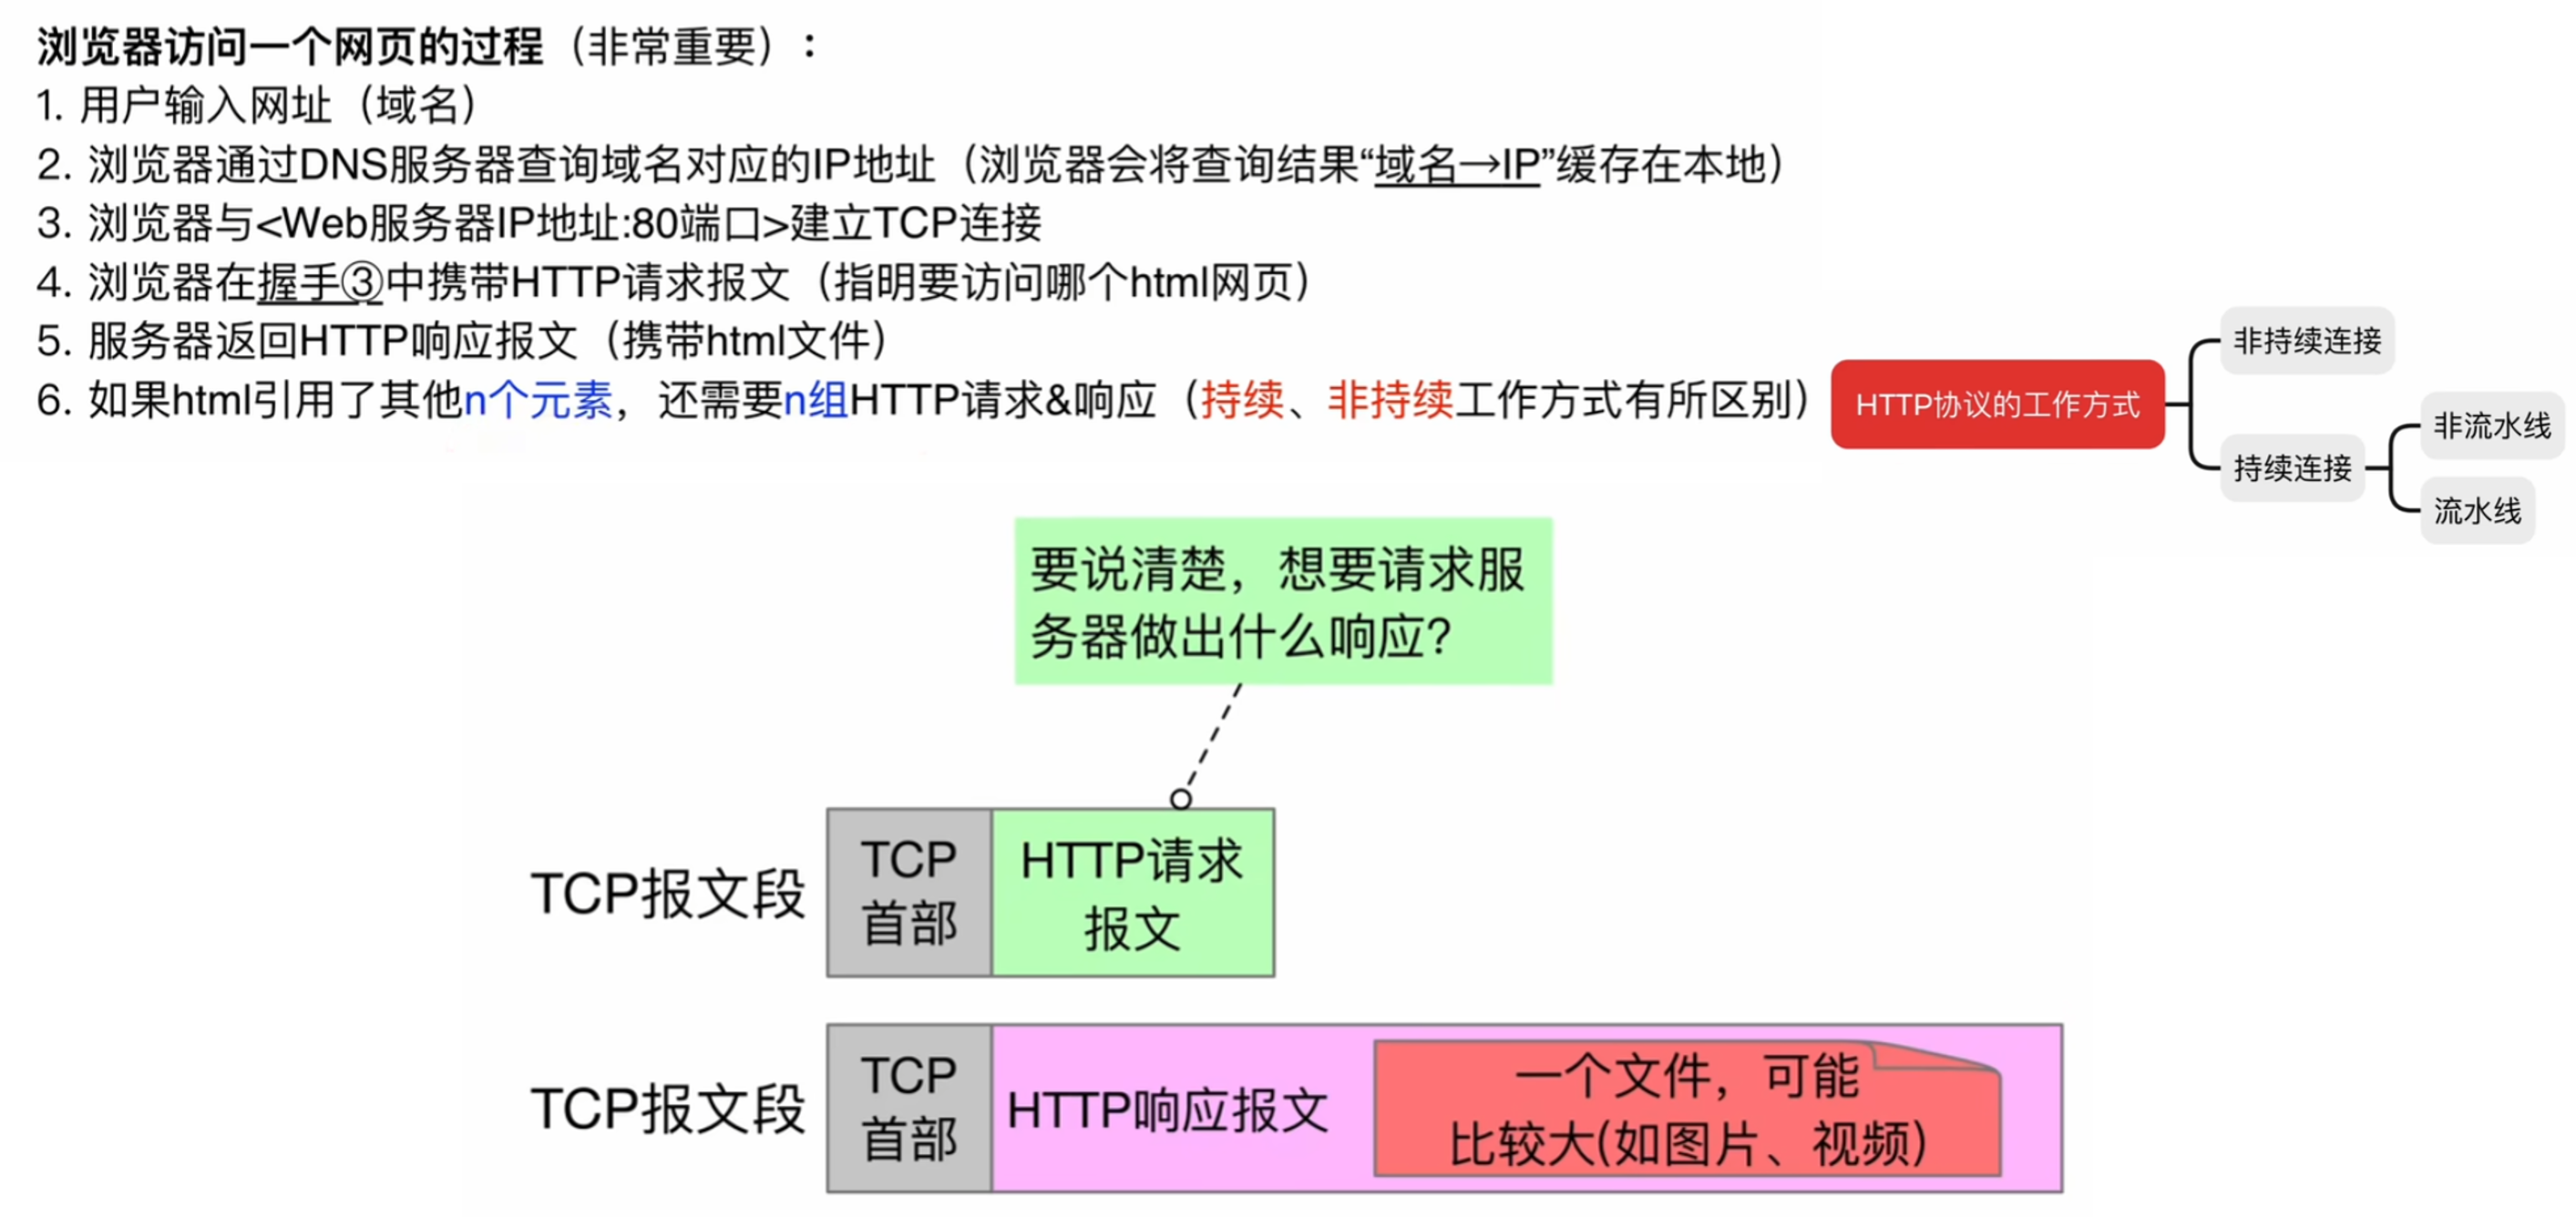 浏览器访问一个网页的过程（非常重要）：
1. 用户输入网址（域名）
2. 浏览器通过DNS服务器查询域名对应的IP地址（浏览器会将查询结果“域名→IP”缓存在本地）
3. 浏览器与<Web服务器IP地址:80端口>建立TCP连接
4. 浏览器在握手③中携带HTTP请求报文（指明要访问哪个html网页）
5. 服务器返回HTTP响应报文（携带html文件）
6. 如果html引用了其他n个元素，还需要n组HTTP请求&响应（持续、非持续工作方式有所区别）
HTTP协议的工作方式
非持续连接
持续连接
非流水线
流水线
要说清楚，想要请求服
务器做出什么响应？
TCP报文段
TCP
首部
HTTP请求
报文
TCP报文段
TCP
首部
HTTP响应报文
一个文件，可能
比较大(如图片、视频)